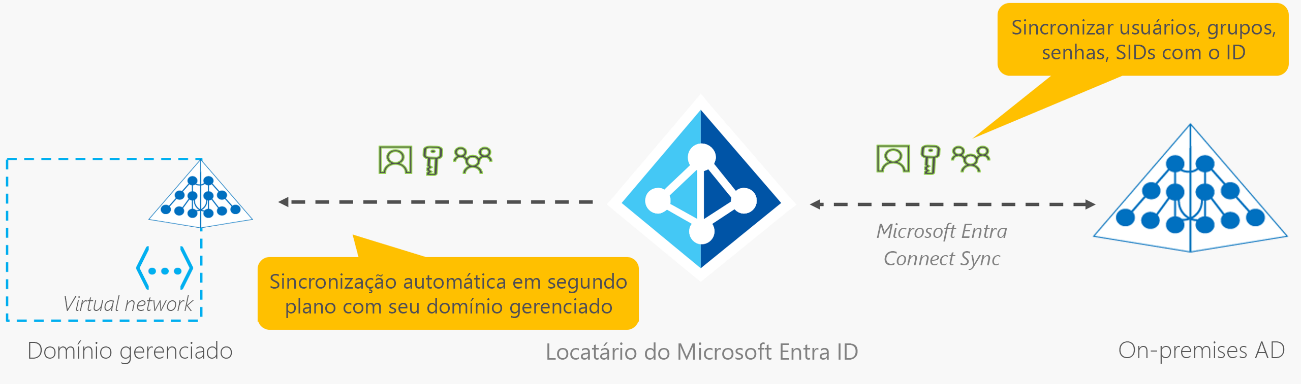 Sincronizar usuários, grupos,
senhas, SIDs com o ID
Microsoft Entra
Connect Sync
Sincronização automática em segundo
plano com seu domínio gerenciado
Virtual network
Domínio gerenciado
Locatário do Microsoft Entra ID
On-premises AD